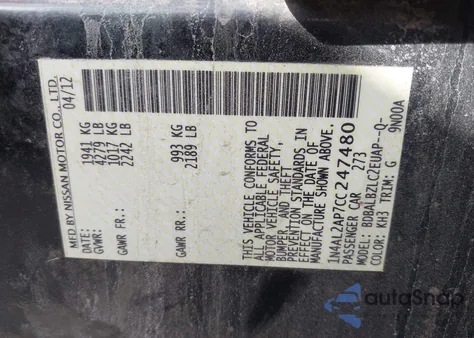 MFD BY NISSAN MOTOR CO., LTD.
04/12
GVWR: 1941 KG
4279 LB
GAWR FR: 1017 KG
2242 LB
GAWR RR: 993 KG
2189 LB
THIS VEHICLE CONFORMS TO
ALL APPLICABLE FEDERAL
MOTOR VEHICLE SAFETY,
BUMPER, AND THEFT
PREVENTION STANDARDS IN
EFFECT ON THE DATE OF
MANUFACTURE SHOWN ABOVE.
1N4AL2AP7CC247480
PASSENGER CAR 273
BDBALBZLC2EUAP-Q-
COLOR: KH3 TRIM: G 9N00A
autoSnap